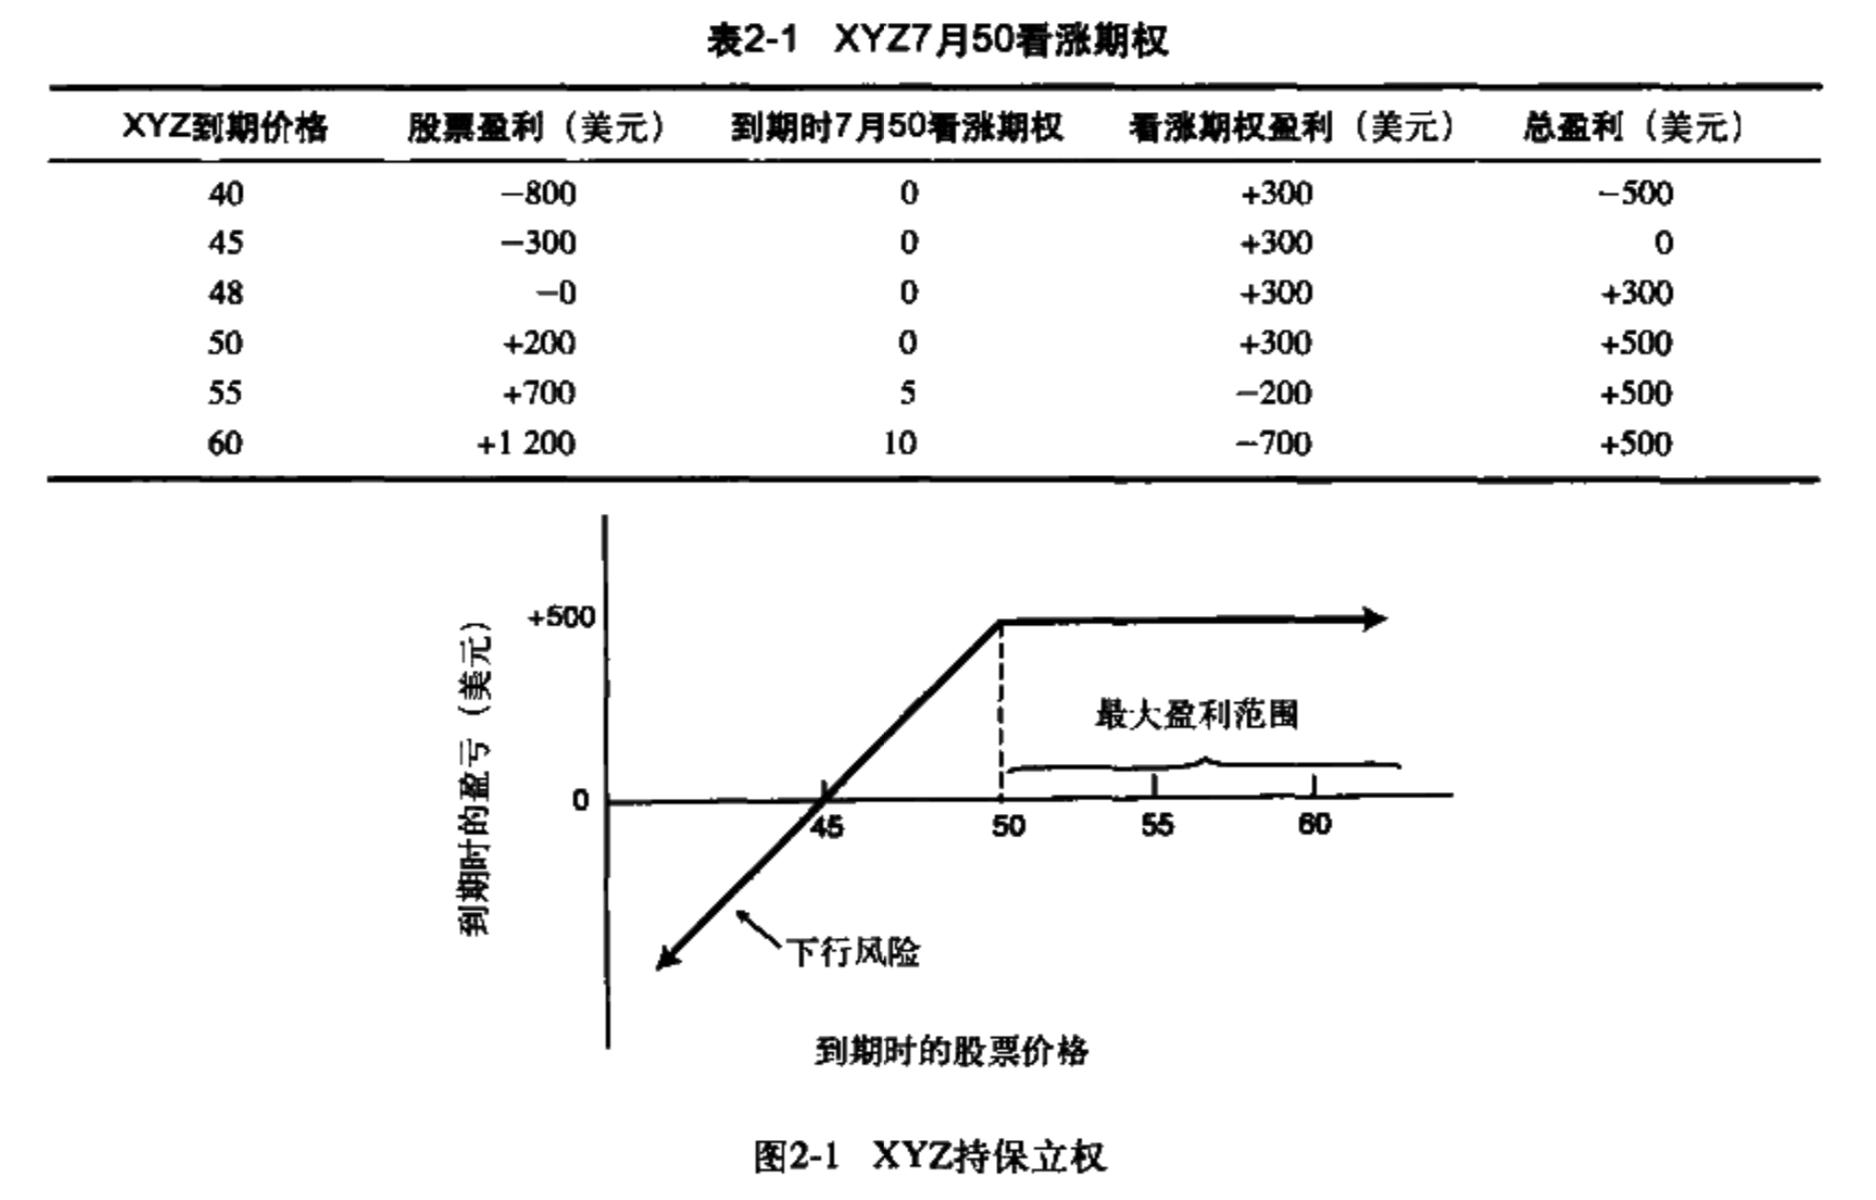 表2-1 XYZ7月50看涨期权
XYZ到期价格 股票盈利（美元） 到期时7月50看涨期权 看涨期权盈利（美元） 总盈利（美元）
40 −800 0 +300 −500
45 −300 0 +300 0
48 −0 0 +300 +300
50 +200 0 +300 +500
55 +700 5 −200 +500
60 +1 200 10 −700 +500
到期时的盈亏（美元）
+500
最大盈利范围
0
45 50 55 60
下行风险
到期时的股票价格
图2-1 XYZ持保立权